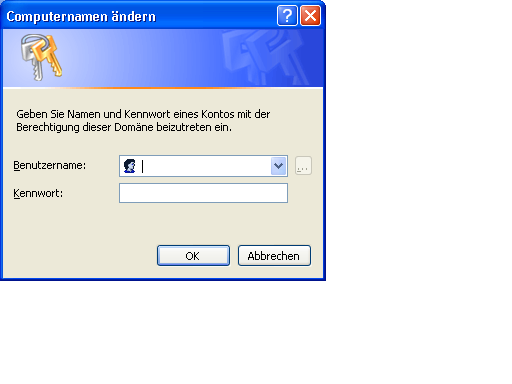 Computernamen ändern
Geben Sie Namen und Kennwort eines Kontos mit der
Berechtigung dieser Domäne beizutreten ein.
Benutzername:
...
Kennwort:
OK
Abbrechen